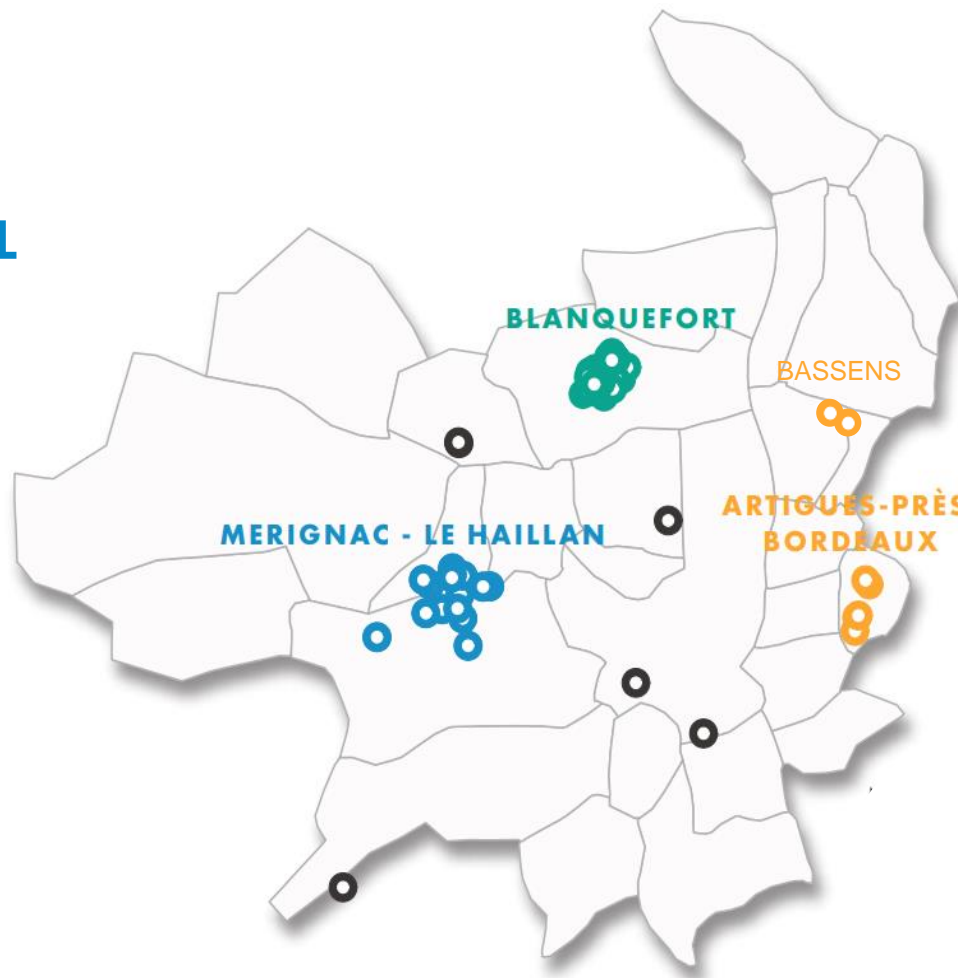 L
BLANQUEFORT
BASSENS
ARTIGUES-PRÈS
BORDEAUX
MERIGNAC - LE HAILLAN